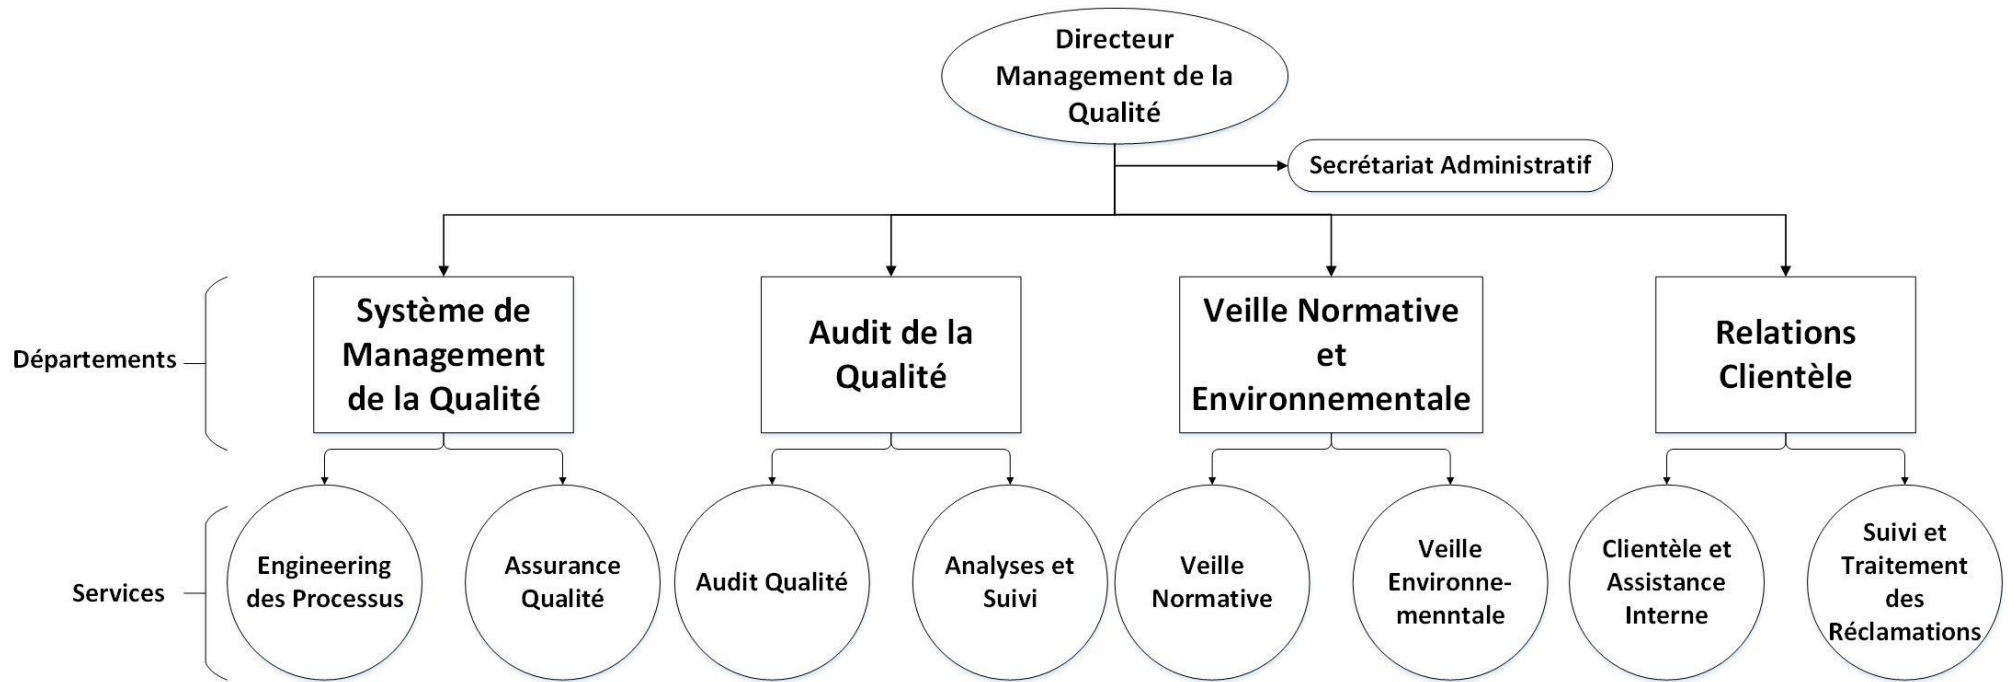 Directeur
Management de la
Qualité
Secrétariat Administratif
Départements
Système de
Management
de la Qualité
Audit de la
Qualité
Veille Normative
et
Environnementale
Relations
Clientèle
Services
Engineering
des Processus
Assurance
Qualité
Audit Qualité
Analyses et
Suivi
Veille
Normative
Veille
Environne-
menntale
Clientèle et
Assistance
Interne
Suivi et
Traitement
des
Réclamations